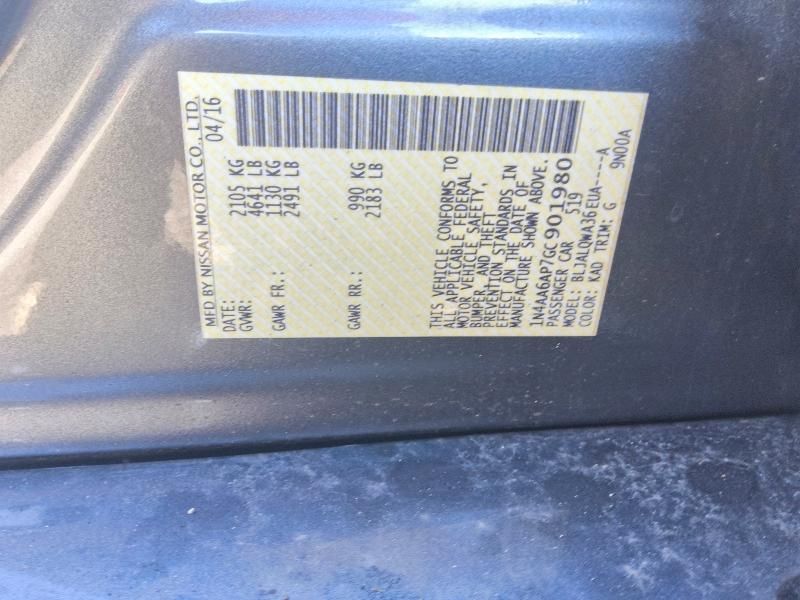 MFD BY NISSAN MOTOR CO., LTD.
DATE: 04/16
GVWR: 2105 KG
4641 LB
GAWR FR.: 1130 KG
2491 LB
GAWR RR.: 990 KG
2183 LB
THIS VEHICLE CONFORMS TO
ALL APPLICABLE FEDERAL
MOTOR VEHICLE SAFETY,
BUMPER, AND THEFT
PREVENTION STANDARDS IN
EFFECT ON THE DATE OF
MANUFACTURE SHOWN ABOVE.
1N4AA6AP7GC901980
PASSENGER CAR 519
MODEL: BLJALQWA36EUA----A
COLOR: KAD TRIM: G 9N00A